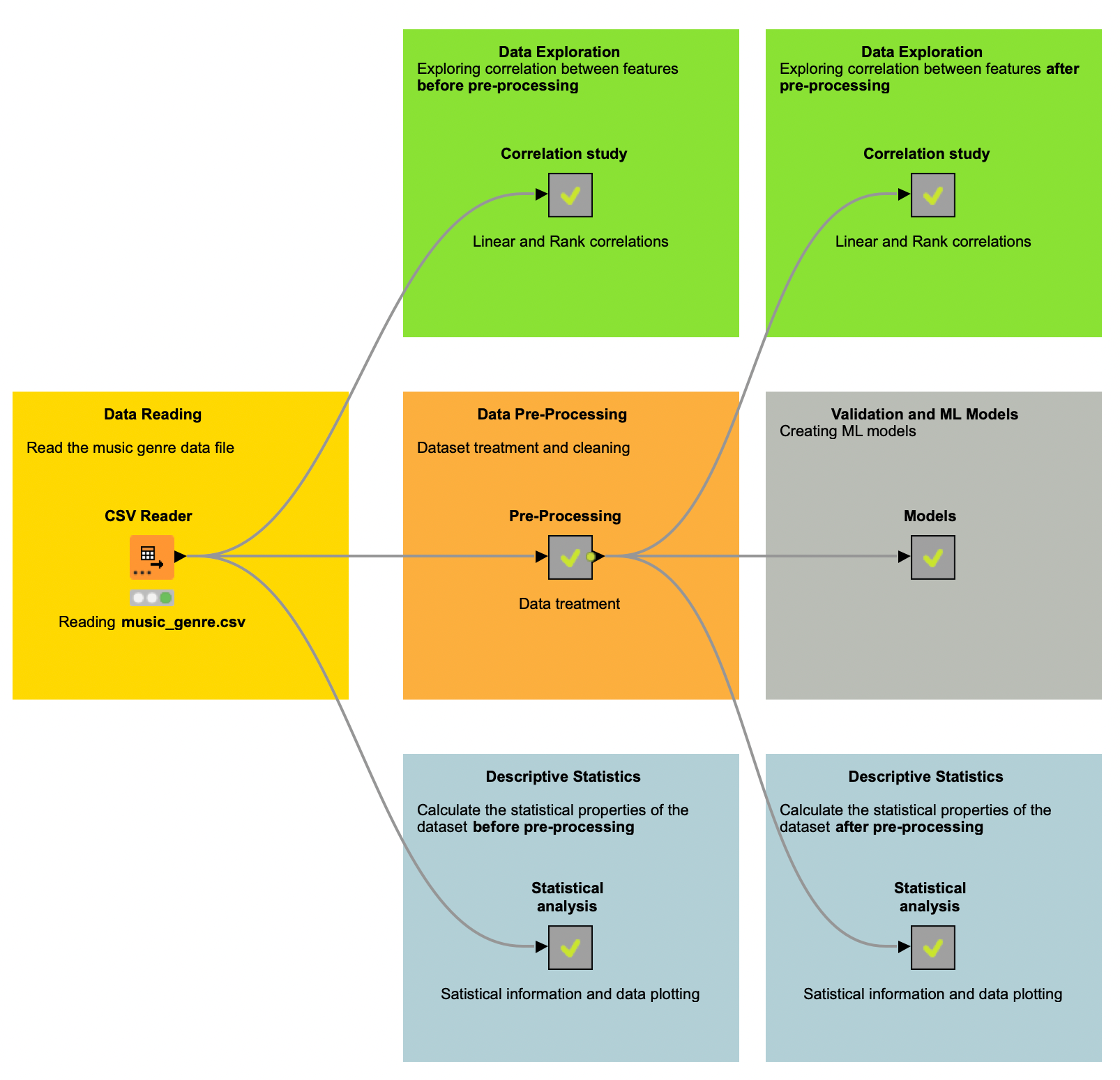 Data Exploration
Exploring correlation between features
before pre-processing
Correlation study
Linear and Rank correlations
Data Exploration
Exploring correlation between features after
pre-processing
Correlation study
Linear and Rank correlations
Data Reading
Read the music genre data file
CSV Reader
Reading music_genre.csv
Data Pre-Processing
Dataset treatment and cleaning
Pre-Processing
Data treatment
Validation and ML Models
Creating ML models
Models
Descriptive Statistics
Calculate the statistical properties of the
dataset before pre-processing
Statistical
analysis
Satistical information and data plotting
Descriptive Statistics
Calculate the statistical properties of the
dataset after pre-processing
Statistical
analysis
Satistical information and data plotting